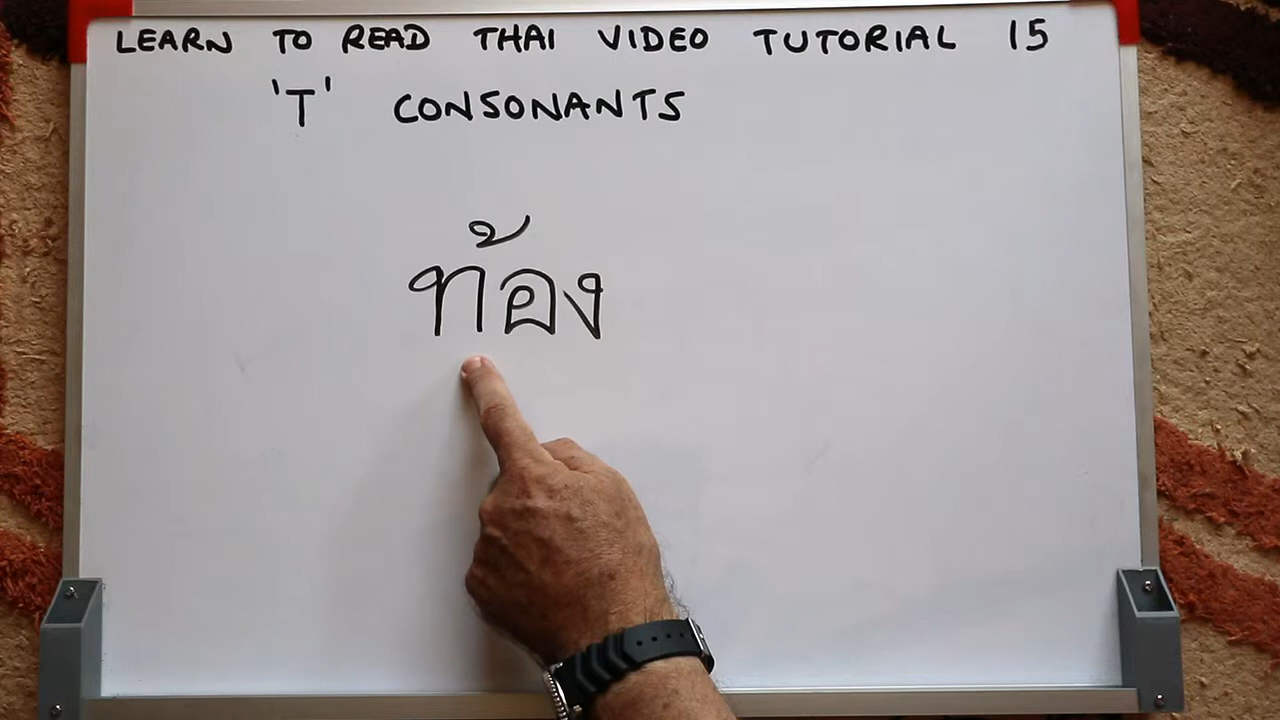 LEARN TO READ THAI VIDEO TUTORIAL 15
'T' CONSONANTS
ท้อง